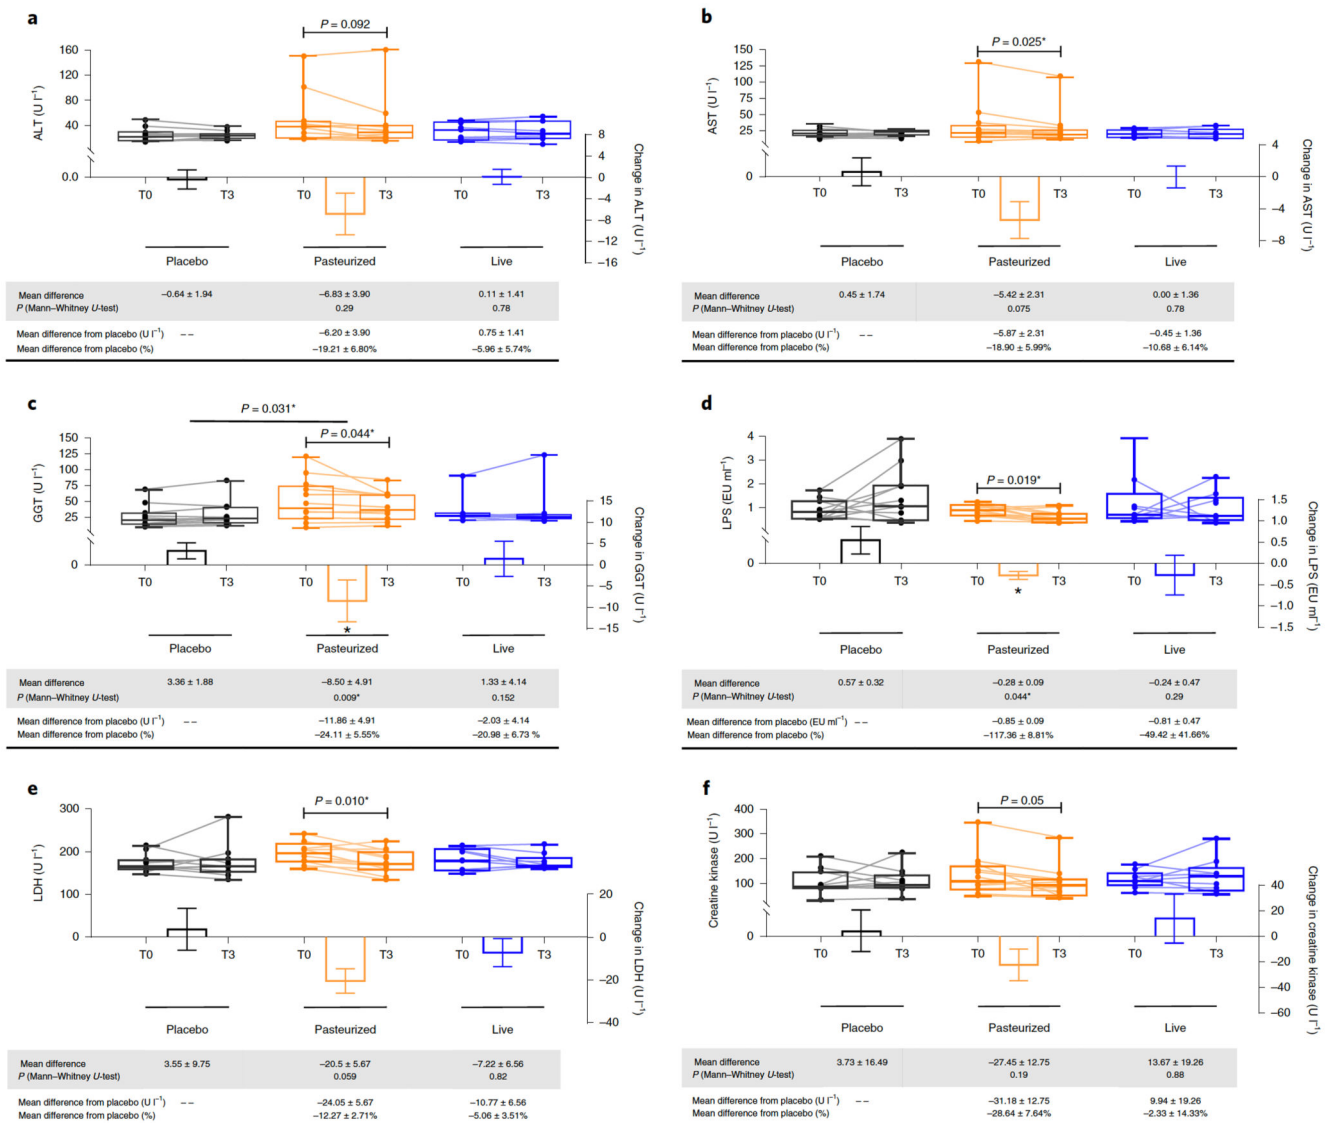 a
P = 0.092
160
120
80
40
0.0
ALT (U l⁻¹)
8
4
0
−4
−8
−12
−16
Change in ALT (U l⁻¹)
T0 T3 T0 T3 T0 T3
Placebo Pasteurized Live
Mean difference −0.64 ± 1.94 −6.83 ± 3.90 0.11 ± 1.41
P (Mann–Whitney U-test) 0.29 0.78
Mean difference from placebo (U l⁻¹) −− −6.20 ± 3.90 0.75 ± 1.41
Mean difference from placebo (%) −19.21 ± 6.80% −5.96 ± 5.74%
b
P = 0.025*
150
125
100
75
50
25
0
AST (U l⁻¹)
4
0
−4
−8
Change in AST (U l⁻¹)
T0 T3 T0 T3 T0 T3
Placebo Pasteurized Live
Mean difference 0.45 ± 1.74 −5.42 ± 2.31 0.00 ± 1.36
P (Mann–Whitney U-test) 0.075 0.78
Mean difference from placebo (U l⁻¹) −− −5.87 ± 2.31 −0.45 ± 1.36
Mean difference from placebo (%) −18.90 ± 5.99% −10.68 ± 6.14%
c
P = 0.031*
P = 0.044*
150
125
100
75
50
25
0
GGT (U l⁻¹)
15
10
5
0
−5
−10
−15
Change in GGT (U l⁻¹)
T0 T3 T0 T3 T0 T3
*
Placebo Pasteurized Live
Mean difference 3.36 ± 1.88 −8.50 ± 4.91 1.33 ± 4.14
P (Mann–Whitney U-test) 0.009* 0.152
Mean difference from placebo (U l⁻¹) −− −11.86 ± 4.91 −2.03 ± 4.14
Mean difference from placebo (%) −24.11 ± 5.55% −20.98 ± 6.73 %
d
P = 0.019*
4
3
2
1
0
LPS (EU ml⁻¹)
1.5
1.0
0.5
0.0
−0.5
−1.0
−1.5
Change in LPS (EU ml⁻¹)
T0 T3 T0 T3 T0 T3
*
Placebo Pasteurized Live
Mean difference 0.57 ± 0.32 −0.28 ± 0.09 −0.24 ± 0.47
P (Mann–Whitney U-test) 0.044* 0.29
Mean difference from placebo (EU ml⁻¹) −− −0.85 ± 0.09 −0.81 ± 0.47
Mean difference from placebo (%) −117.36 ± 8.81% −49.42 ± 41.66%
e
P = 0.010*
300
200
100
0
LDH (U l⁻¹)
20
0
−20
−40
Change in LDH (U l⁻¹)
T0 T3 T0 T3 T0 T3
Placebo Pasteurized Live
Mean difference 3.55 ± 9.75 −20.5 ± 5.67 −7.22 ± 6.56
P (Mann–Whitney U-test) 0.059 0.82
Mean difference from placebo (U l⁻¹) −− −24.05 ± 5.67 −10.77 ± 6.56
Mean difference from placebo (%) −12.27 ± 2.71% −5.06 ± 3.51%
f
P = 0.05
400
300
200
100
0
Creatine kinase (U l⁻¹)
40
20
0
−20
−40
−60
Change in creatine kinase (U l⁻¹)
T0 T3 T0 T3 T0 T3
Placebo Pasteurized Live
Mean difference 3.73 ± 16.49 −27.45 ± 12.75 13.67 ± 19.26
P (Mann–Whitney U-test) 0.19 0.88
Mean difference from placebo (U l⁻¹) −− −31.18 ± 12.75 9.94 ± 19.26
Mean difference from placebo (%) −28.64 ± 7.64% −2.33 ± 14.33%